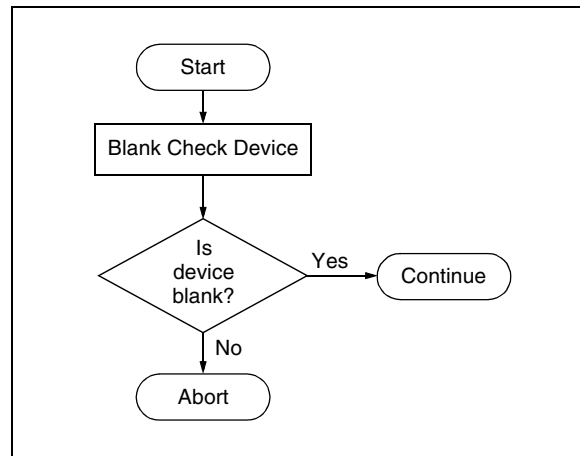 Start
Blank Check Device
Is
device
blank?
Yes
Continue
No
Abort